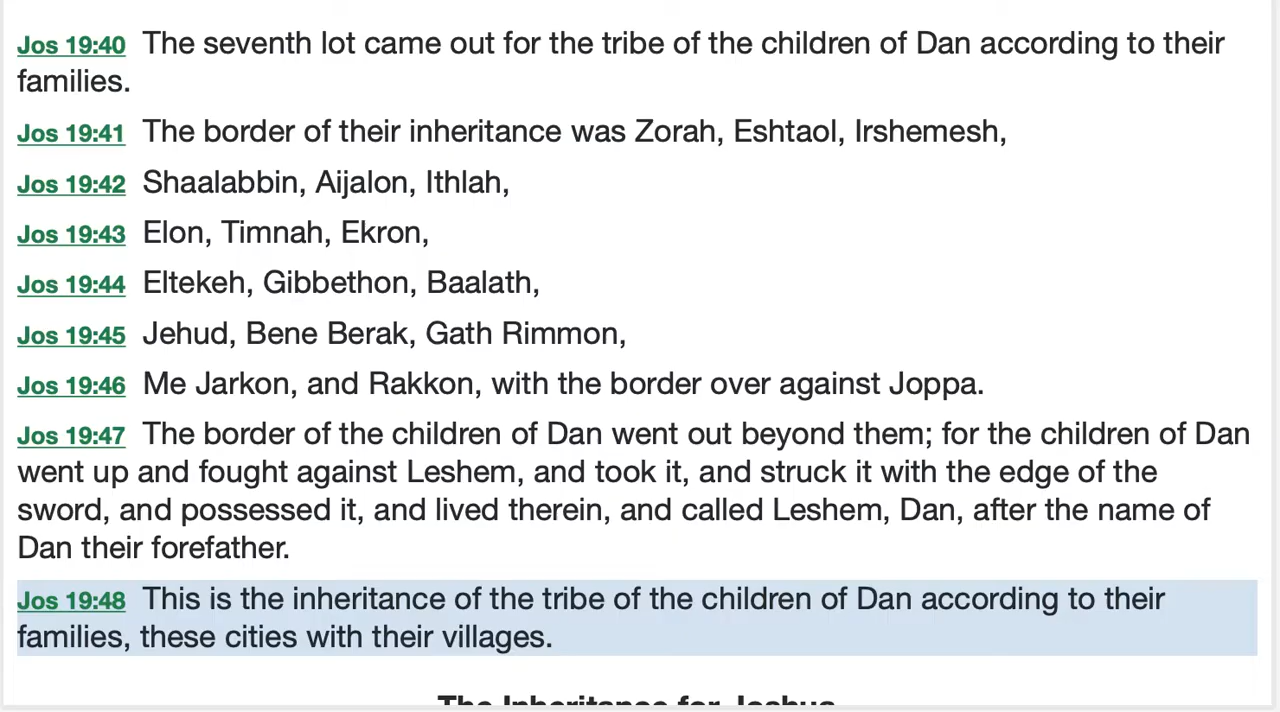 Jos 19:40 The seventh lot came out for the tribe of the children of Dan according to their
families.
Jos 19:41 The border of their inheritance was Zorah, Eshtaol, Irshemesh,
Jos 19:42 Shaalabbin, Aijalon, Ithlah,
Jos 19:43 Elon, Timnah, Ekron,
Jos 19:44 Eltekeh, Gibbethon, Baalath,
Jos 19:45 Jehud, Bene Berak, Gath Rimmon,
Jos 19:46 Me Jarkon, and Rakkon, with the border over against Joppa.
Jos 19:47 The border of the children of Dan went out beyond them; for the children of Dan
went up and fought against Leshem, and took it, and struck it with the edge of the
sword, and possessed it, and lived therein, and called Leshem, Dan, after the name of
Dan their forefather.
Jos 19:48 This is the inheritance of the tribe of the children of Dan according to their
families, these cities with their villages.
The Inheritance for Joshua